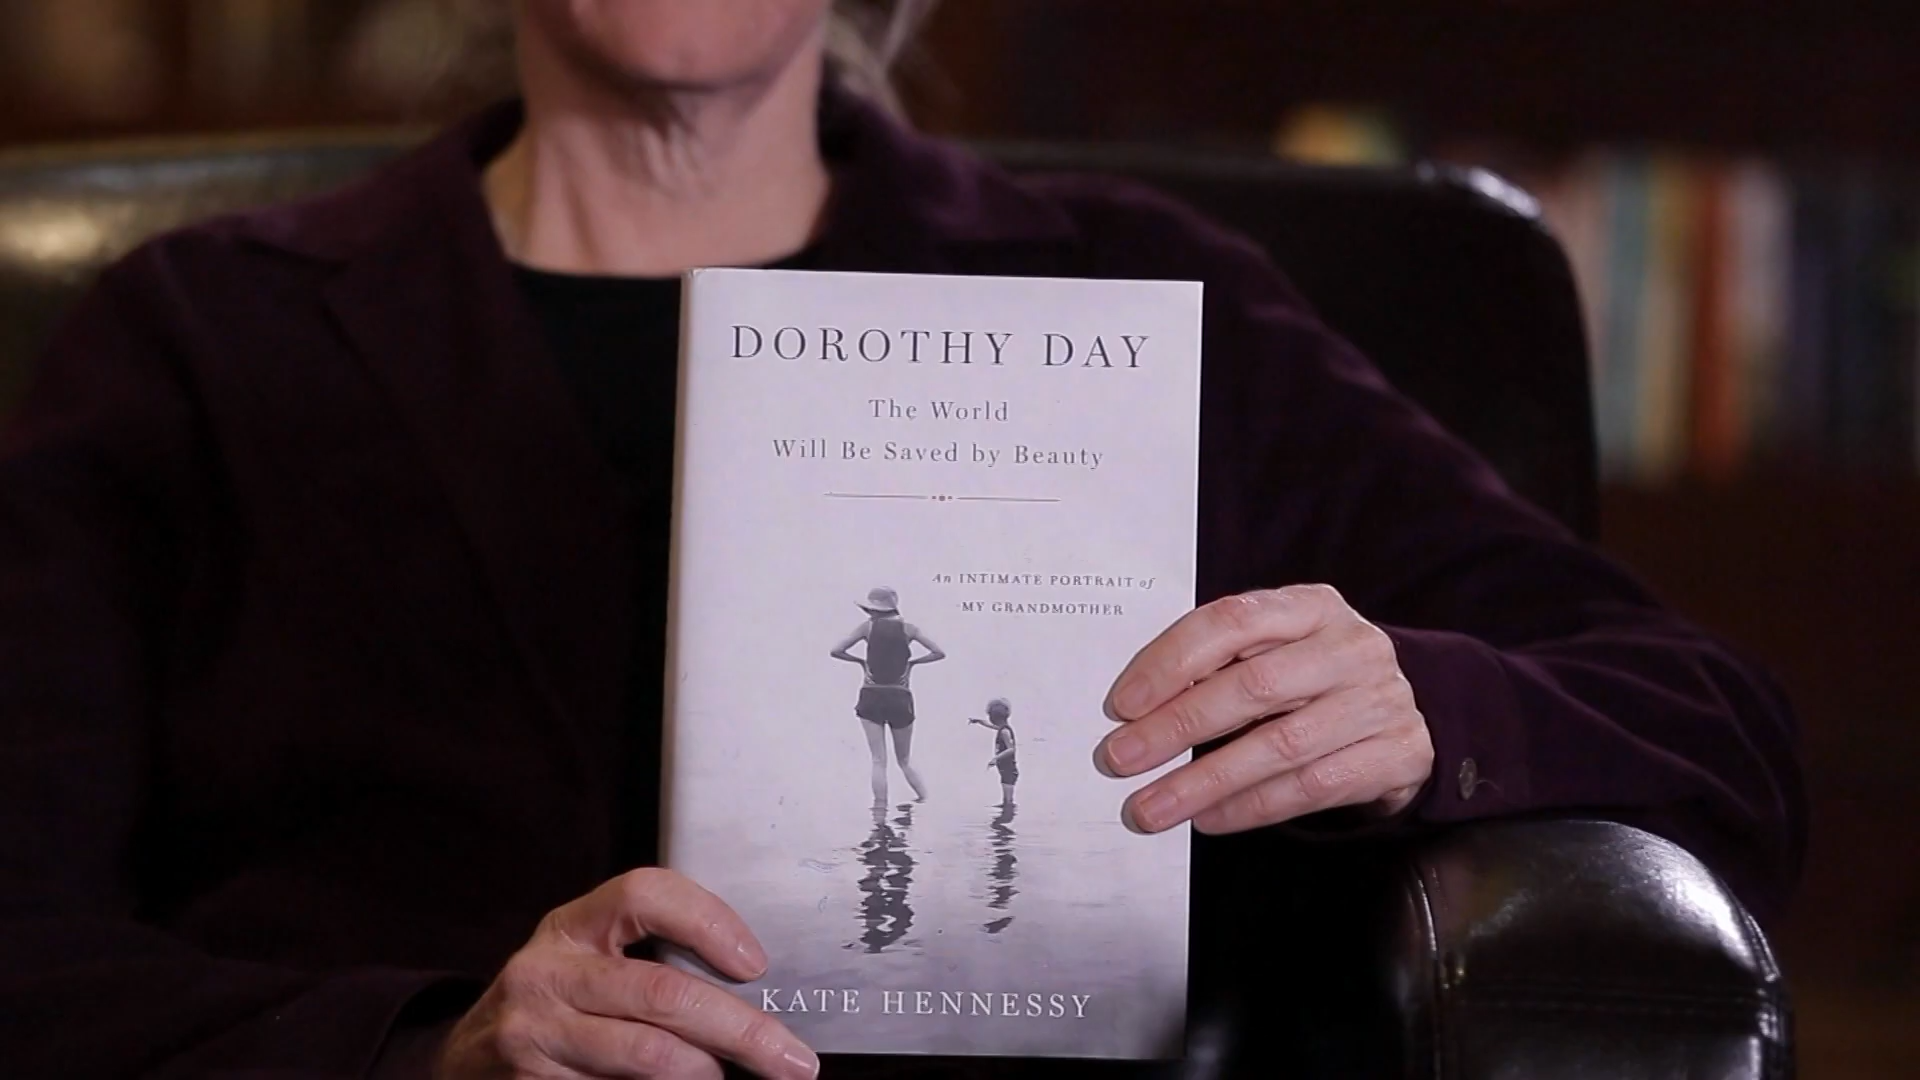 DOROTHY DAY
The World
Will Be Saved by Beauty
An INTIMATE PORTRAIT of
MY GRANDMOTHER
KATE HENNESSY